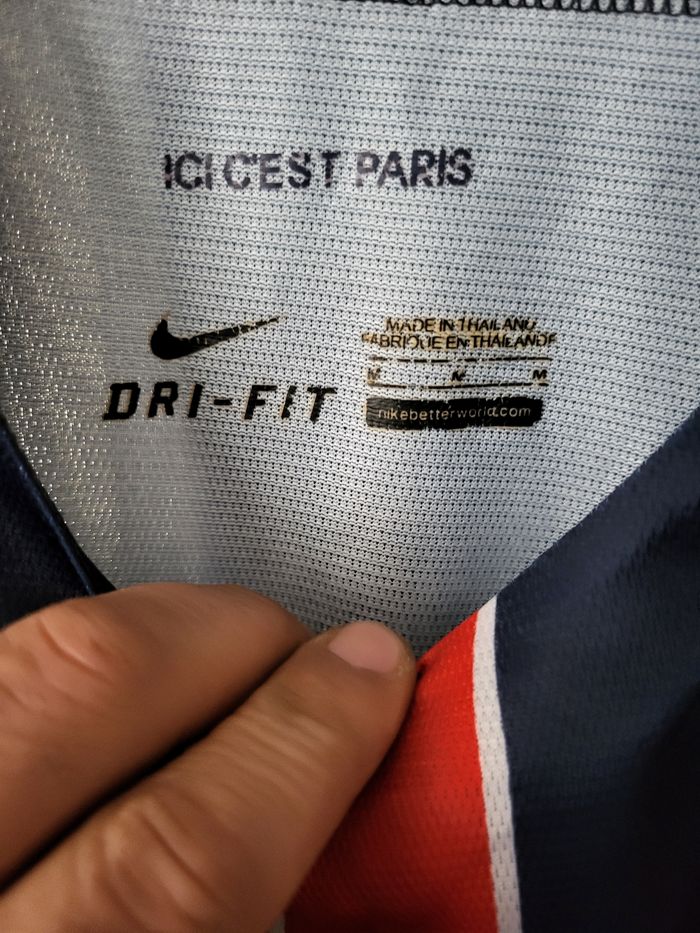 ICI C'EST PARIS
DRI-FIT
MADE IN THAILAND
FABRIQUE EN THAILANDE
M M M
nikebetterworld.com